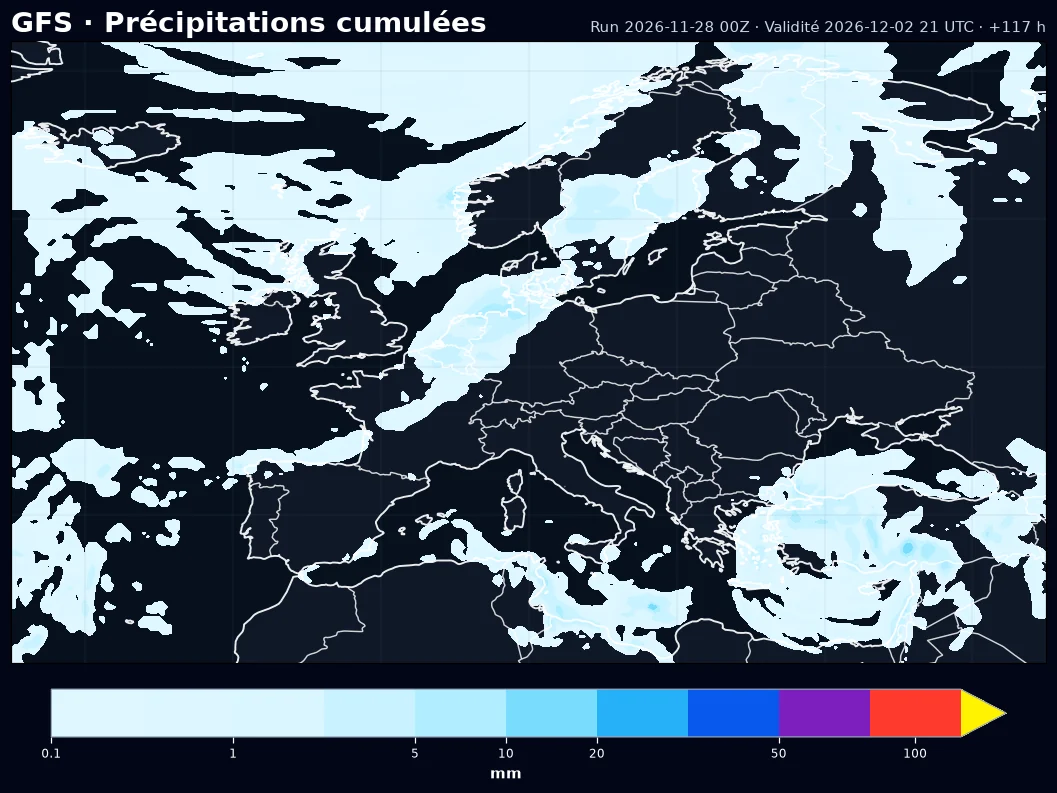 GFS · Précipitations cumulées
Run 2026-11-28 00Z · Validité 2026-12-02 21 UTC · +117 h
0.1 1 5 10 20 50 100
mm